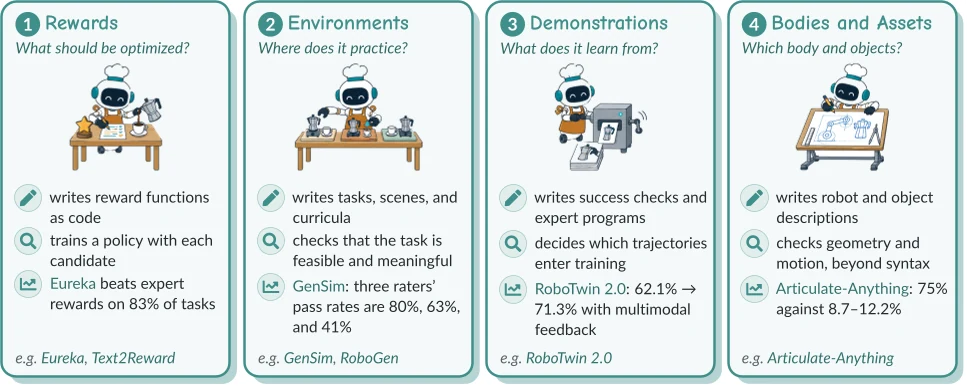 1 Rewards
What should be optimized?
writes reward functions
as code
trains a policy with each
candidate
Eureka beats expert
rewards on 83% of tasks
e.g. Eureka, Text2Reward
2 Environments
Where does it practice?
writes tasks, scenes, and
curricula
checks that the task is
feasible and meaningful
GenSim: three raters’
pass rates are 80%, 63%,
and 41%
e.g. GenSim, RoboGen
3 Demonstrations
What does it learn from?
writes success checks and
expert programs
decides which trajectories
enter training
RoboTwin 2.0: 62.1% →
71.3% with multimodal
feedback
e.g. RoboTwin 2.0
4 Bodies and Assets
Which body and objects?
writes robot and object
descriptions
checks geometry and
motion, beyond syntax
Articulate-Anything: 75%
against 8.7–12.2%
e.g. Articulate-Anything